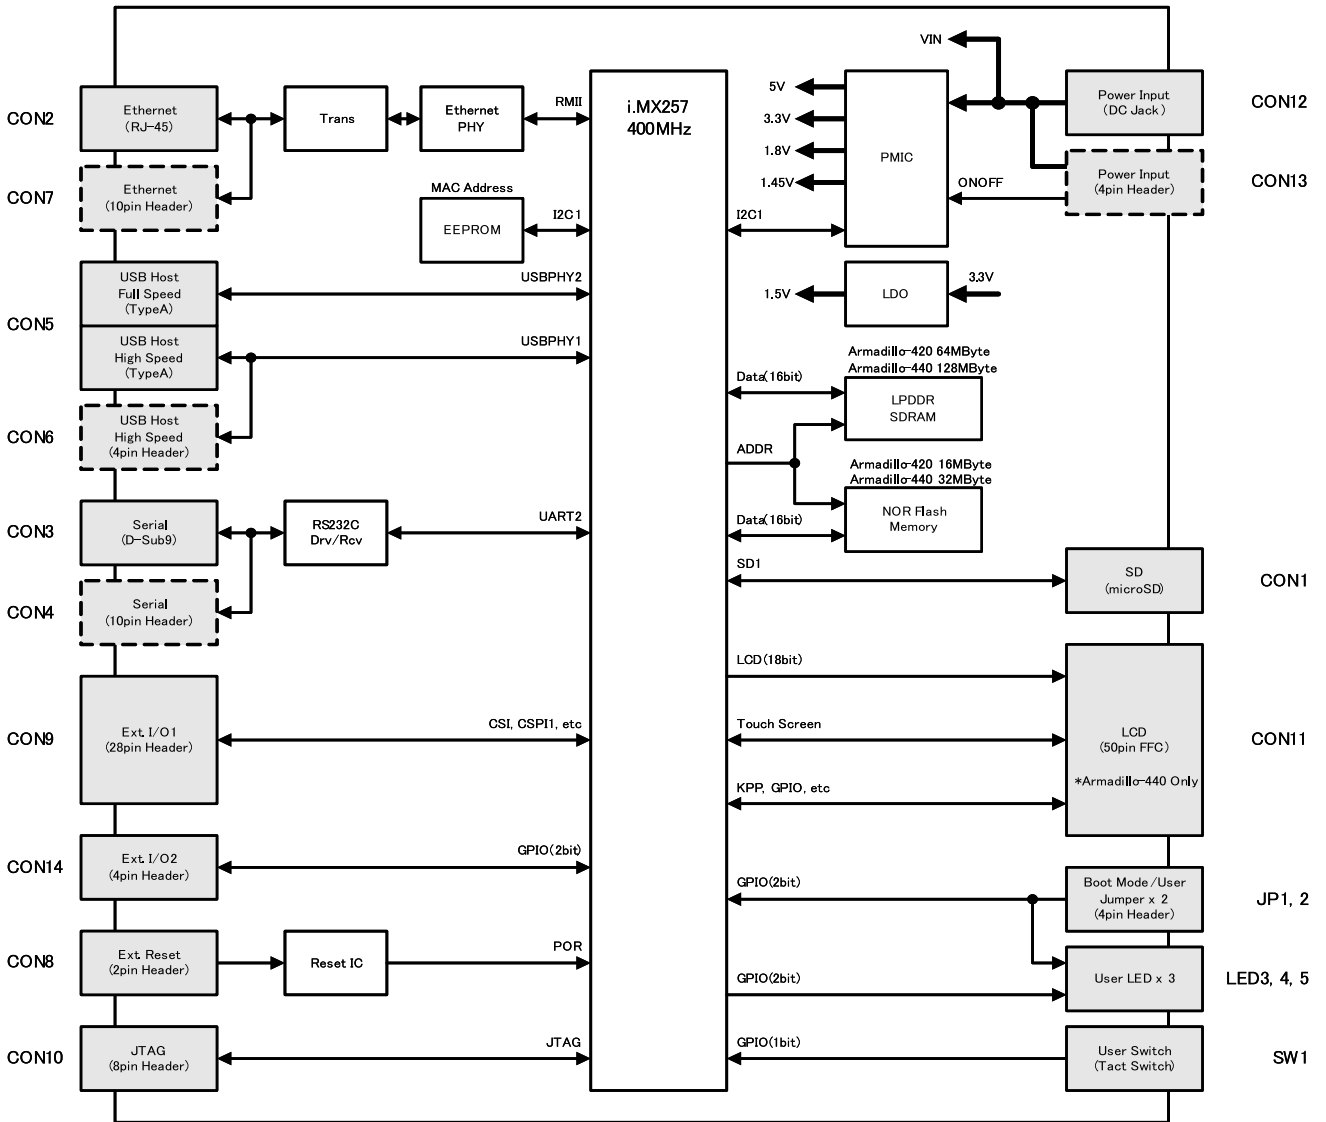 VIN
CON2
Ethernet
(RJ-45)
Trans
Ethernet
PHY
RMII
i.MX257
400MHz
5V
3.3V
1.8V
1.45V
PMIC
Power Input
(DC Jack)
CON12
CON7
Ethernet
(10pin Header)
MAC Address
EEPROM
I2C1
I2C1
ONOFF
Power Input
(4pin Header)
CON13
CON5
USB Host
Full Speed
(TypeA)
USBPHY2
1.5V
LDO
3.3V
USB Host
High Speed
(TypeA)
USBPHY1
Armadillo-420 64MByte
Armadillo-440 128MByte
Data(16bit)
LPDDR
SDRAM
CON6
USB Host
High Speed
(4pin Header)
ADDR
Armadillo-420 16MByte
Armadillo-440 32MByte
NOR Flash
Memory
Data(16bit)
CON3
Serial
(D-Sub9)
RS232C
Drv/Rcv
UART2
SD1
SD
(microSD)
CON1
CON4
Serial
(10pin Header)
LCD(18bit)
CON9
Ext. I/O1
(28pin Header)
CSI, CSPI1, etc
Touch Screen
LCD
(50pin FFC)
*Armadillo-440 Only
CON11
KPP, GPIO, etc
CON14
Ext. I/O2
(4pin Header)
GPIO(2bit)
GPIO(2bit)
Boot Mode/User
Jumper x 2
(4pin Header)
JP1, 2
CON8
Ext. Reset
(2pin Header)
Reset IC
POR
GPIO(2bit)
User LED x 3
LED3, 4, 5
CON10
JTAG
(8pin Header)
JTAG
GPIO(1bit)
User Switch
(Tact Switch)
SW1